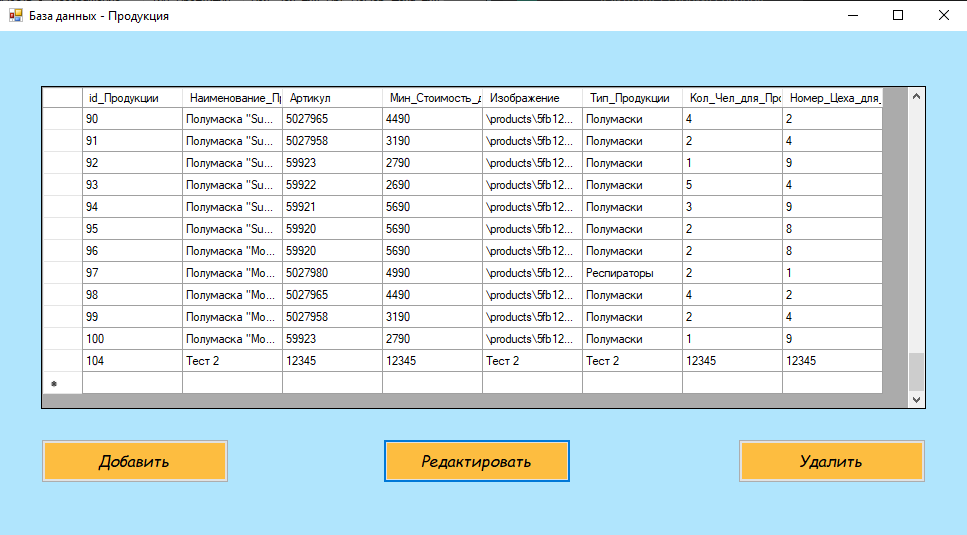 База данных - Продукция
id_Продукции Наименование_П Артикул Мин_Стоимость_д Изображение Тип_Продукции Кол_Чел_для_Про Номер_Цеха_для_
90 Полумаска "Su... 5027965 4490 \products\5fb12... Полумаски 4 2
91 Полумаска "Su... 5027958 3190 \products\5fb12... Полумаски 2 4
92 Полумаска "Su... 59923 2790 \products\5fb12... Полумаски 1 9
93 Полумаска "Su... 59922 2690 \products\5fb12... Полумаски 5 4
94 Полумаска "Su... 59921 5690 \products\5fb12... Полумаски 3 9
95 Полумаска "Su... 59920 5690 \products\5fb12... Полумаски 2 8
96 Полумаска "Mo... 59920 5690 \products\5fb12... Полумаски 2 8
97 Полумаска "Mo... 5027980 4990 \products\5fb12... Респираторы 2 1
98 Полумаска "Mo... 5027965 4490 \products\5fb12... Полумаски 4 2
99 Полумаска "Mo... 5027958 3190 \products\5fb12... Полумаски 2 4
100 Полумаска "Mo... 59923 2790 \products\5fb12... Полумаски 1 9
104 Тест 2 12345 12345 Тест 2 Тест 2 12345 12345
*
Добавить Редактировать Удалить